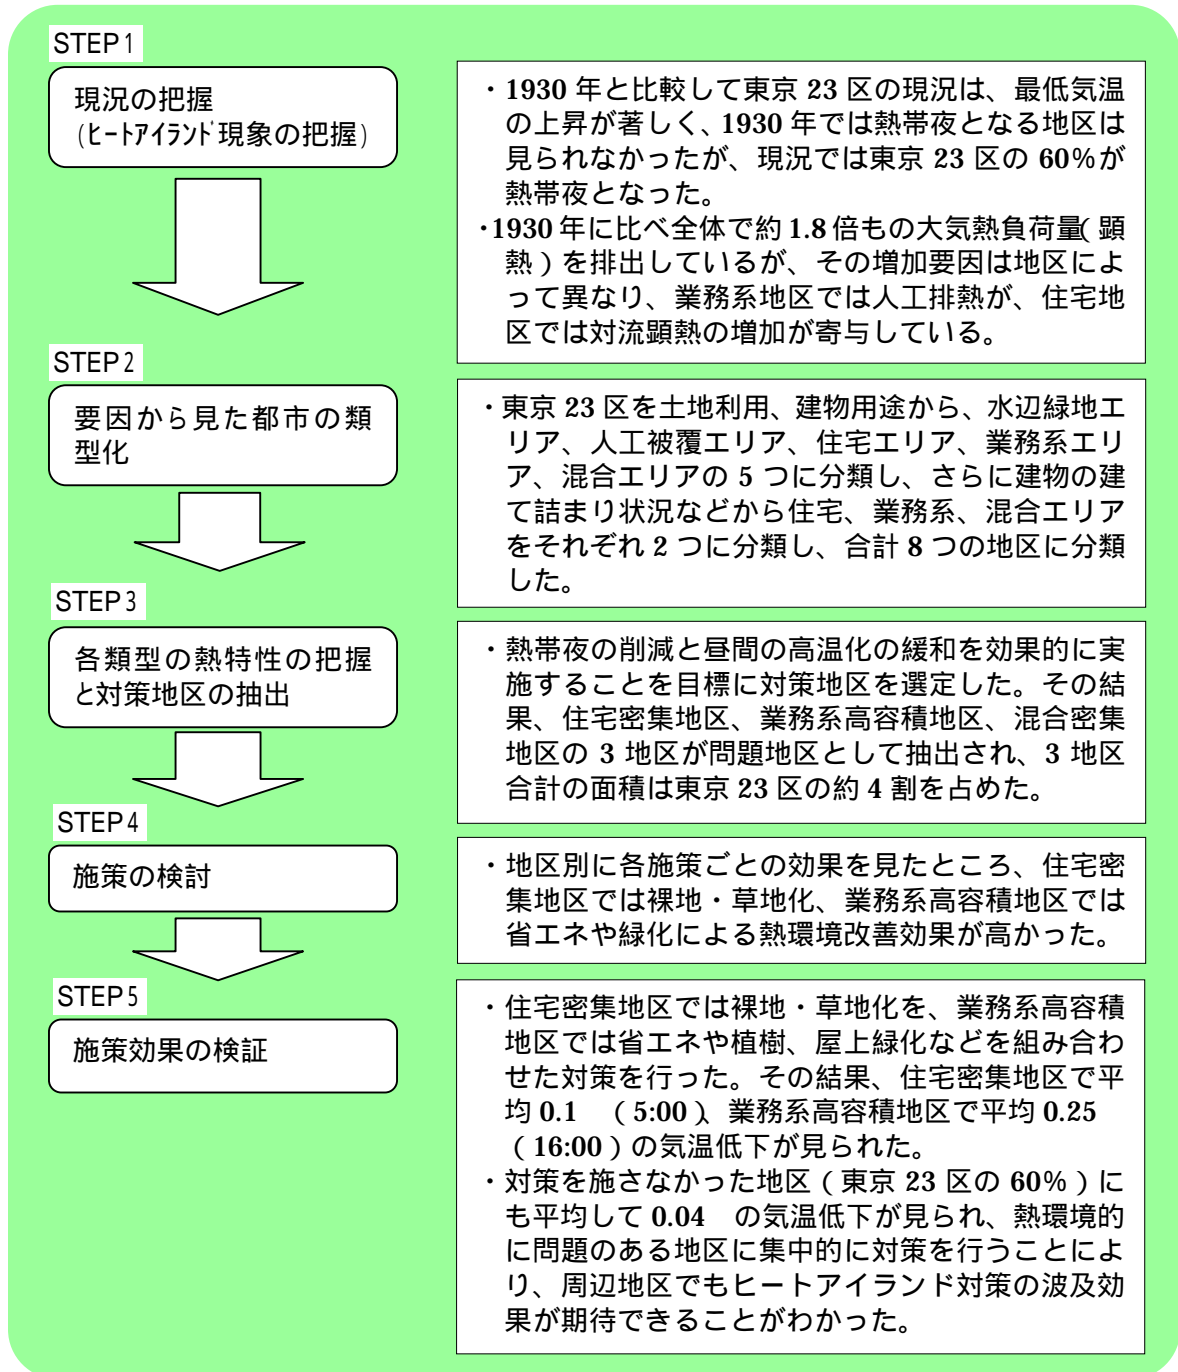 STEP1
現況の把握
(ﾋｰﾄｱｲﾗﾝﾄﾞ現象の把握)
・1930 年と比較して東京 23 区の現況は、最低気温
の上昇が著しく、1930 年では熱帯夜となる地区は
見られなかったが、現況では東京 23 区の 60％が
熱帯夜となった。
・1930 年に比べ全体で約 1.8 倍もの大気熱負荷量（顕
熱）を排出しているが、その増加要因は地区によ
って異なり、業務系地区では人工排熱が、住宅地
区では対流顕熱の増加が寄与している。
STEP2
要因から見た都市の類
型化
・東京 23 区を土地利用、建物用途から、水辺緑地エ
リア、人工被覆エリア、住宅エリア、業務系エリ
ア、混合エリアの 5 つに分類し、さらに建物の建
て詰まり状況などから住宅、業務系、混合エリア
をそれぞれ 2 つに分類し、合計 8 つの地区に分類
した。
STEP3
各類型の熱特性の把握
と対策地区の抽出
・熱帯夜の削減と昼間の高温化の緩和を効果的に実
施することを目標に対策地区を選定した。その結
果、住宅密集地区、業務系高容積地区、混合密集
地区の 3 地区が問題地区として抽出され、3 地区
合計の面積は東京 23 区の約 4 割を占めた。
STEP4
施策の検討
・地区別に各施策ごとの効果を見たところ、住宅密
集地区では裸地・草地化、業務系高容積地区では
省エネや緑化による熱環境改善効果が高かった。
STEP5
施策効果の検証
・住宅密集地区では裸地・草地化を、業務系高容積
地区では省エネや植樹、屋上緑化などを組み合わ
せた対策を行った。その結果、住宅密集地区で平
均 0.1　（5:00）、業務系高容積地区で平均 0.25
（16:00）の気温低下が見られた。
・対策を施さなかった地区（東京 23 区の 60％）に
も平均して 0.04　の気温低下が見られ、熱環境的
に問題のある地区に集中的に対策を行うことによ
り、周辺地区でもヒートアイランド対策の波及効
果が期待できることがわかった。